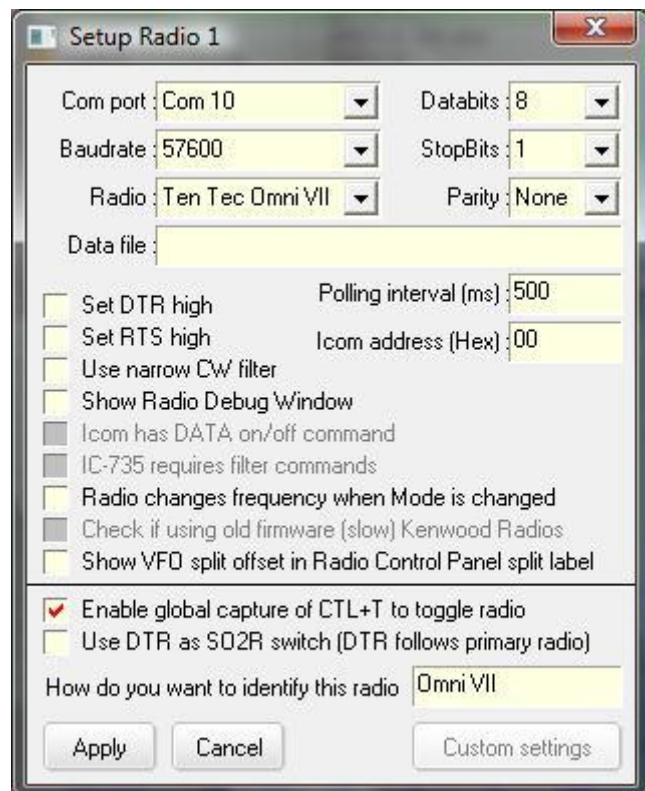 Setup Radio 1
Com port : Com 10 Databits : 8
Baudrate : 57600 StopBits : 1
Radio : Ten Tec Omni VII Parity : None
Data file :
Polling interval (ms) : 500
Set DTR high
Set RTS high Icom address (Hex) : 00
Use narrow CW filter
Show Radio Debug Window
Icom has DATA on/off command
IC-735 requires filter commands
Radio changes frequency when Mode is changed
Check if using old firmware (slow) Kenwood Radios
Show VFO split offset in Radio Control Panel split label
Enable global capture of CTL+T to toggle radio
Use DTR as SO2R switch (DTR follows primary radio)
How do you want to identify this radio Omni VII
Apply Cancel Custom settings